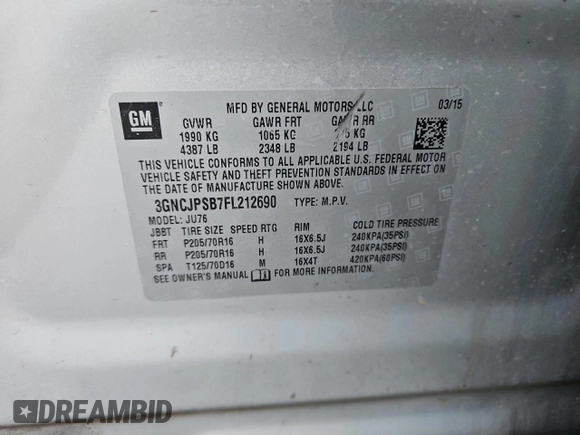 GM
MFD BY GENERAL MOTORS LLC 03/15
GVWR GAWR FRT GAWR RR
1990 KG 1065 KG KG
4387 LB 2348 LB 2194 LB
THIS VEHICLE CONFORMS TO ALL APPLICABLE U.S. FEDERAL MOTOR
VEHICLE SAFETY AND THEFT PREVENTION STANDARDS IN EFFECT ON
THE DATE OF MANUFACTURE SHOWN ABOVE.
3GNCJPSB7FL212690 TYPE: M.P.V.
MODEL: JU76
JBBT TIRE SIZE SPEED RTG RIM COLD TIRE PRESSURE
FRT P205/70R16 H 16X6.5J 240KPA(35PSI)
RR P205/70R16 H 16X6.5J 240KPA(35PSI)
SPA T125/70D16 M 16X4T 420KPA(60PSI)
SEE OWNER'S MANUAL FOR MORE INFORMATION.
DREAMBID